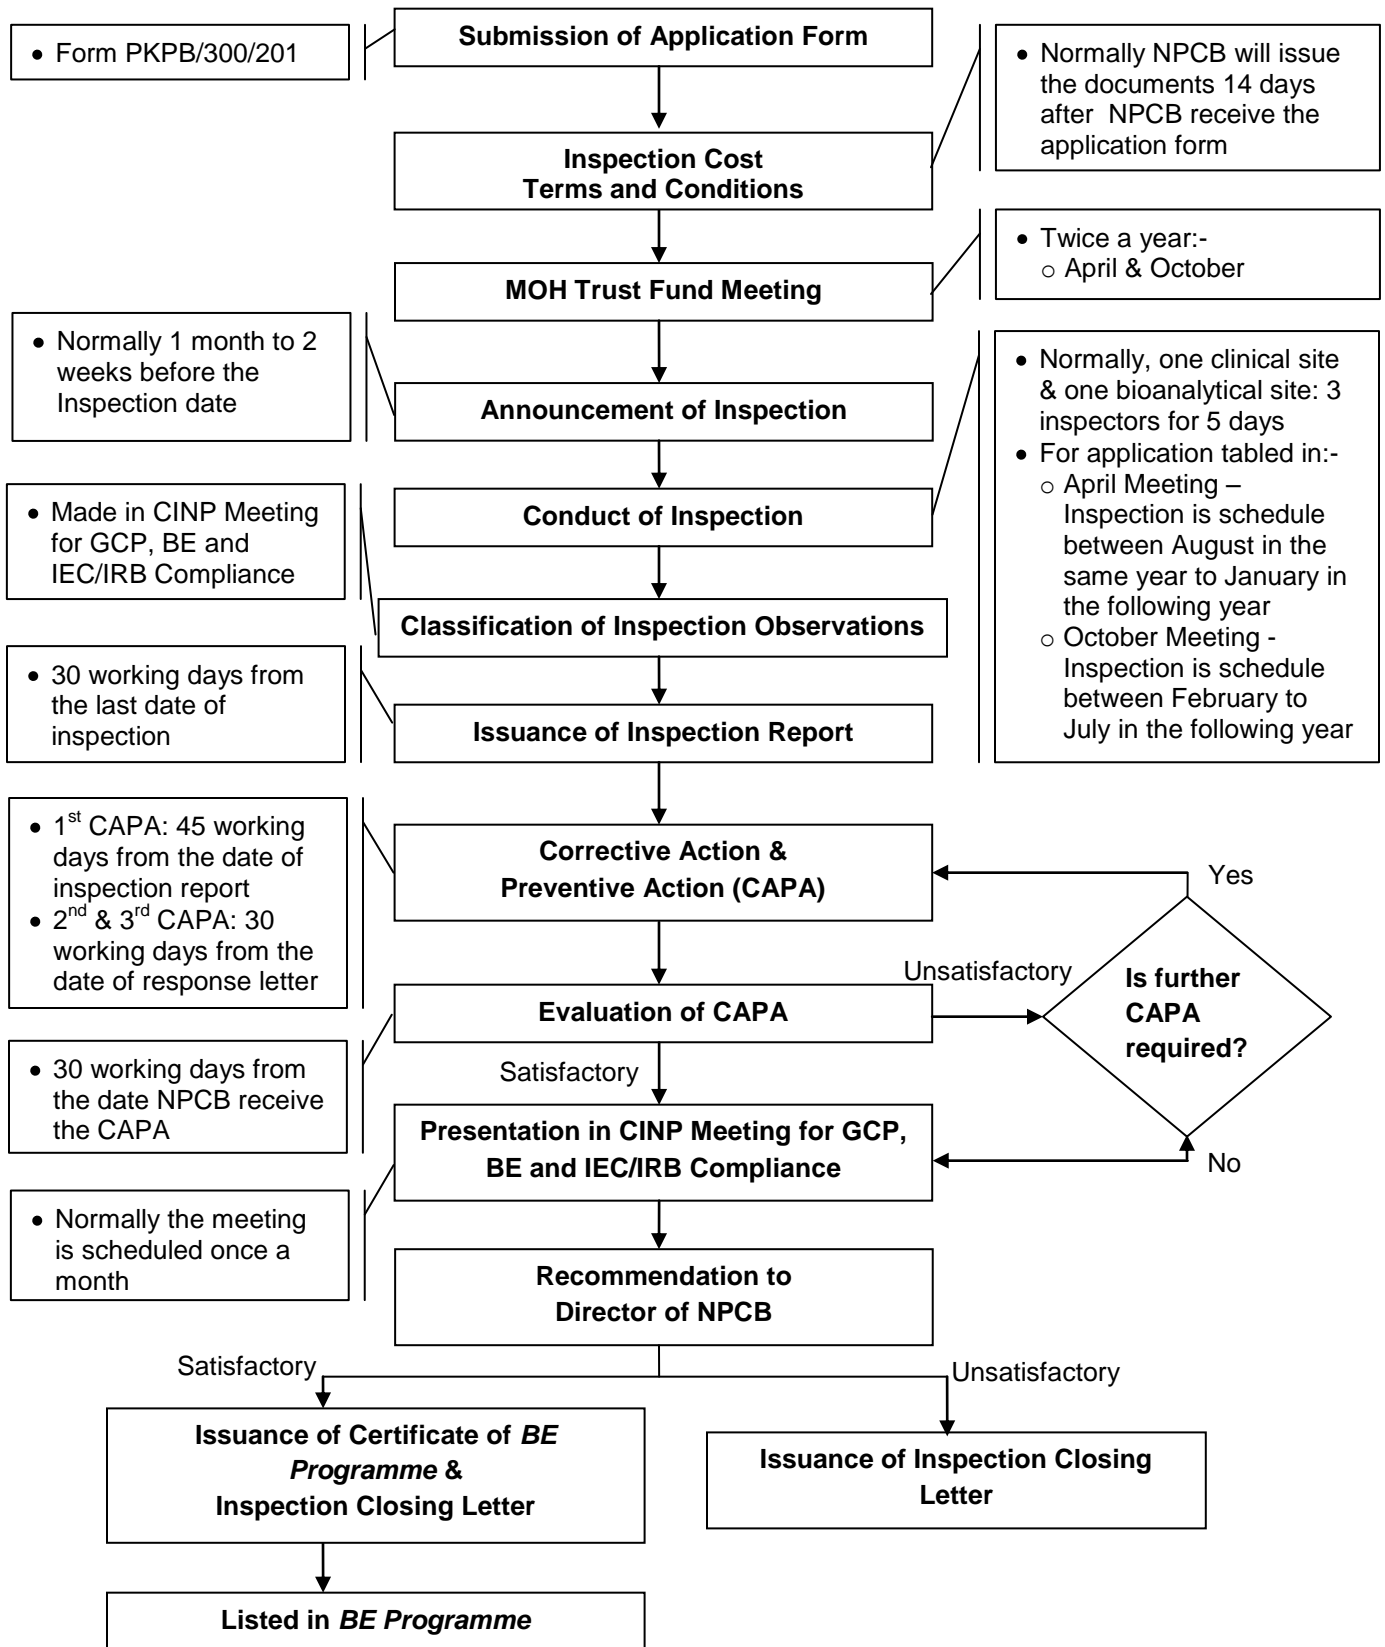 Submission of Application Form
• Form PKPB/300/201
• Normally NPCB will issue
the documents 14 days
after NPCB receive the
application form
Inspection Cost
Terms and Conditions
• Twice a year:-
o April & October
MOH Trust Fund Meeting
• Normally 1 month to 2
weeks before the
Inspection date
Announcement of Inspection
• Normally, one clinical site
& one bioanalytical site: 3
inspectors for 5 days
• For application tabled in:-
o April Meeting –
Inspection is schedule
between August in the
same year to January in
the following year
o October Meeting -
Inspection is schedule
between February to
July in the following year
Conduct of Inspection
• Made in CINP Meeting
for GCP, BE and
IEC/IRB Compliance
Classification of Inspection Observations
• 30 working days from
the last date of
inspection
Issuance of Inspection Report
• 1st CAPA: 45 working
days from the date of
inspection report
• 2nd & 3rd CAPA: 30
working days from the
date of response letter
Corrective Action &
Preventive Action (CAPA)
Yes
Is further
CAPA
required?
Unsatisfactory
Evaluation of CAPA
• 30 working days from
the date NPCB receive
the CAPA
Satisfactory
No
Presentation in CINP Meeting for GCP,
BE and IEC/IRB Compliance
• Normally the meeting
is scheduled once a
month
Recommendation to
Director of NPCB
Satisfactory
Unsatisfactory
Issuance of Certificate of BE
Programme &
Inspection Closing Letter
Issuance of Inspection Closing
Letter
Listed in BE Programme